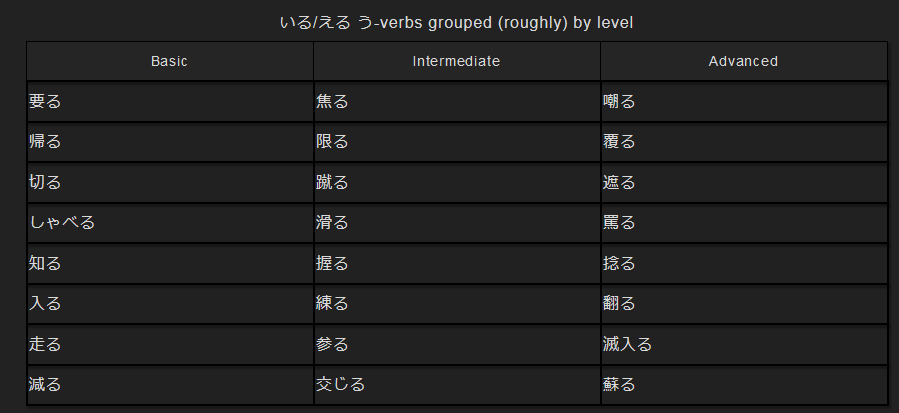 いる/える う-verbs grouped (roughly) by level
Basic Intermediate Advanced
要る 焦る 嘲る
帰る 限る 覆る
切る 蹴る 遮る
しゃべる 滑る 罵る
知る 握る 捻る
入る 練る 翻る
走る 参る 滅入る
減る 交じる 蘇る